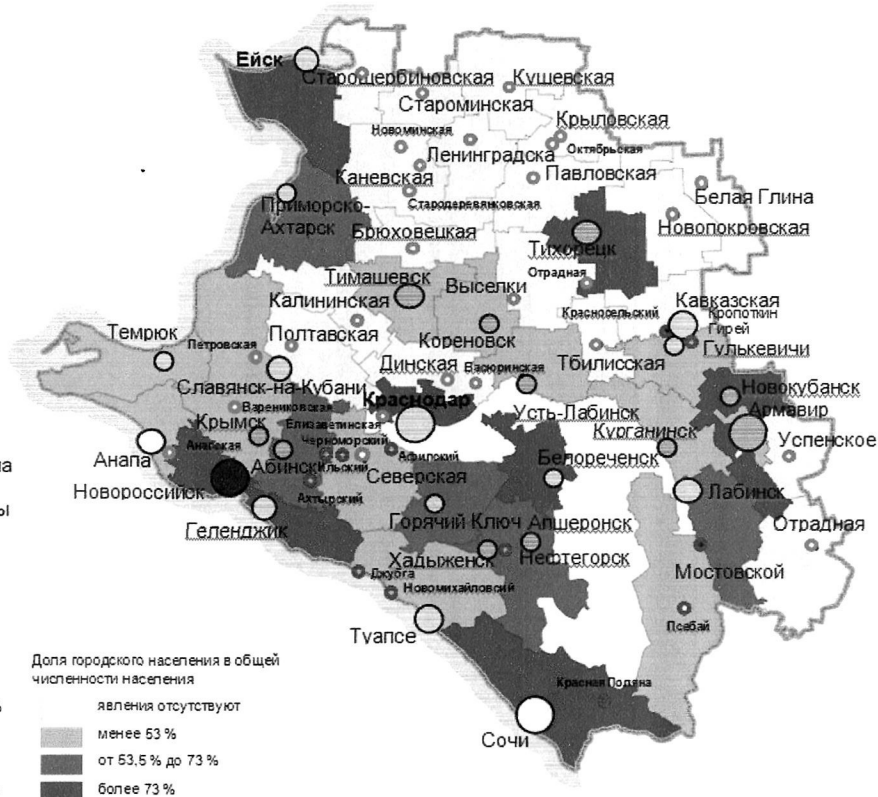 Ейск
Старощербиновская
Кущевская
Староминская
Крыловская
Новоминская
Октябрьская
Ленинградска
Каневская
Павловская
Белая Глина
Приморско-
Ахтарск
Стародеревянковская
Новопокровская
Брюховецкая
Тихорецк
Тимашевск
Отрадная
Выселки
Калининская
Красносельский
Кавказская
Кропоткин
Гирей
Темрюк
Петровская
Полтавская
Кореновск
Гулькевичи
Тбилисская
Динская
Васюринская
Славянск-на-Кубани
Краснодар
Новокубанск
Варениковская
Усть-Лабинск
Армавир
Крымск
Елизаветинская
Курганинск
Черноморский
Успенское
Анапа
Анапская
Афипский
Белореченск
Абинск
Ильский
Северская
Новороссийск
Ахтырский
Лабинск
Геленджик
Горячий Ключ
Апшеронск
Отрадная
Хадыженск
Нефтегорск
Мостовской
Джубга
Новомихайловсий
Псебай
Туапсе
Красная Подяна
Сочи
Доля городского населения в общей
численности населения
явления отсутствуют
менее 53 %
от 53,5 % до 73 %
более 73 %